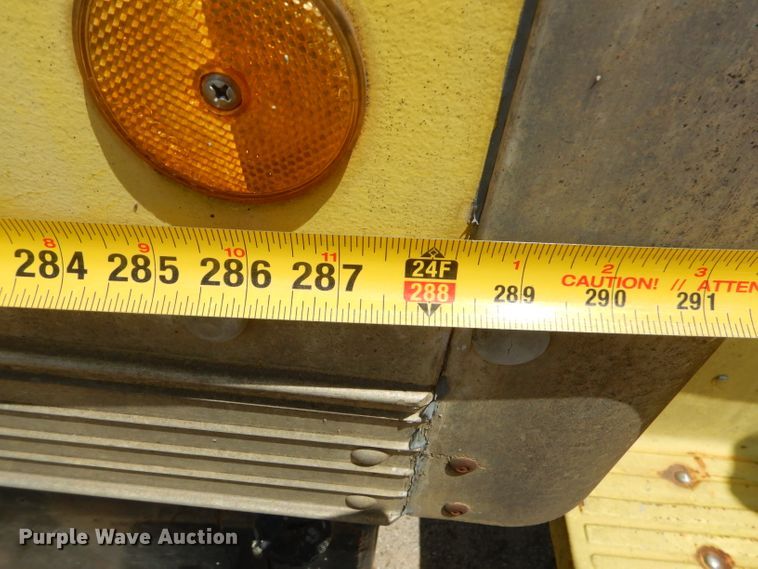 8 9 10 11 24F 1 2 3
284 285 286 287 288 289 290 291
CAUTION! // ATTEN
Purple Wave Auction